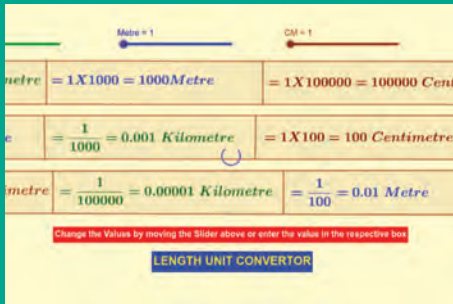 Metre = 1 CM = 1
metre = 1X1000 = 1000Metre = 1X100000 = 100000 Cent
e = 1/1000 = 0.001 Kilometre = 1X100 = 100 Centimetre
imetre = 1/100000 = 0.00001 Kilometre = 1/100 = 0.01 Metre
Change the Values by moving the Slider above or enter the value in the respective box
LENGTH UNIT CONVERTOR